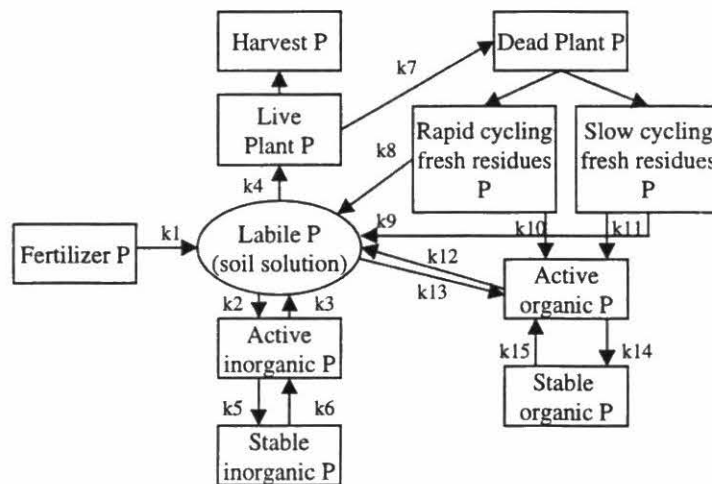 Harvest P
Dead Plant P
k7
Live
Plant P
Rapid cycling
fresh residues
P
Slow cycling
fresh residues
P
k8
k4
k9
k10
k11
k1
Fertilizer P
Labile P
(soil solution)
k12
k13
Active
organic P
k2
k3
Active
inorganic P
k15
k14
Stable
organic P
k5
k6
Stable
inorganic P